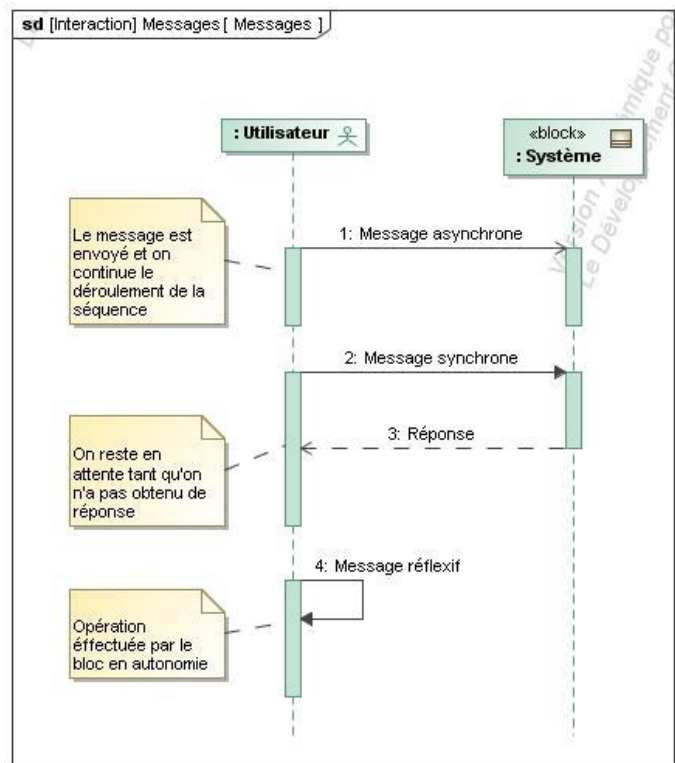 sd [Interaction] Messages [ Messages ]
: Utilisateur
«block»
: Système
Le message est
envoyé et on
continue le
déroulement de la
séquence
1: Message asynchrone
2: Message synchrone
3: Réponse
On reste en
attente tant qu'on
n'a pas obtenu de
réponse
4: Message réflexif
Opération
éffectuée par le
bloc en autonomie